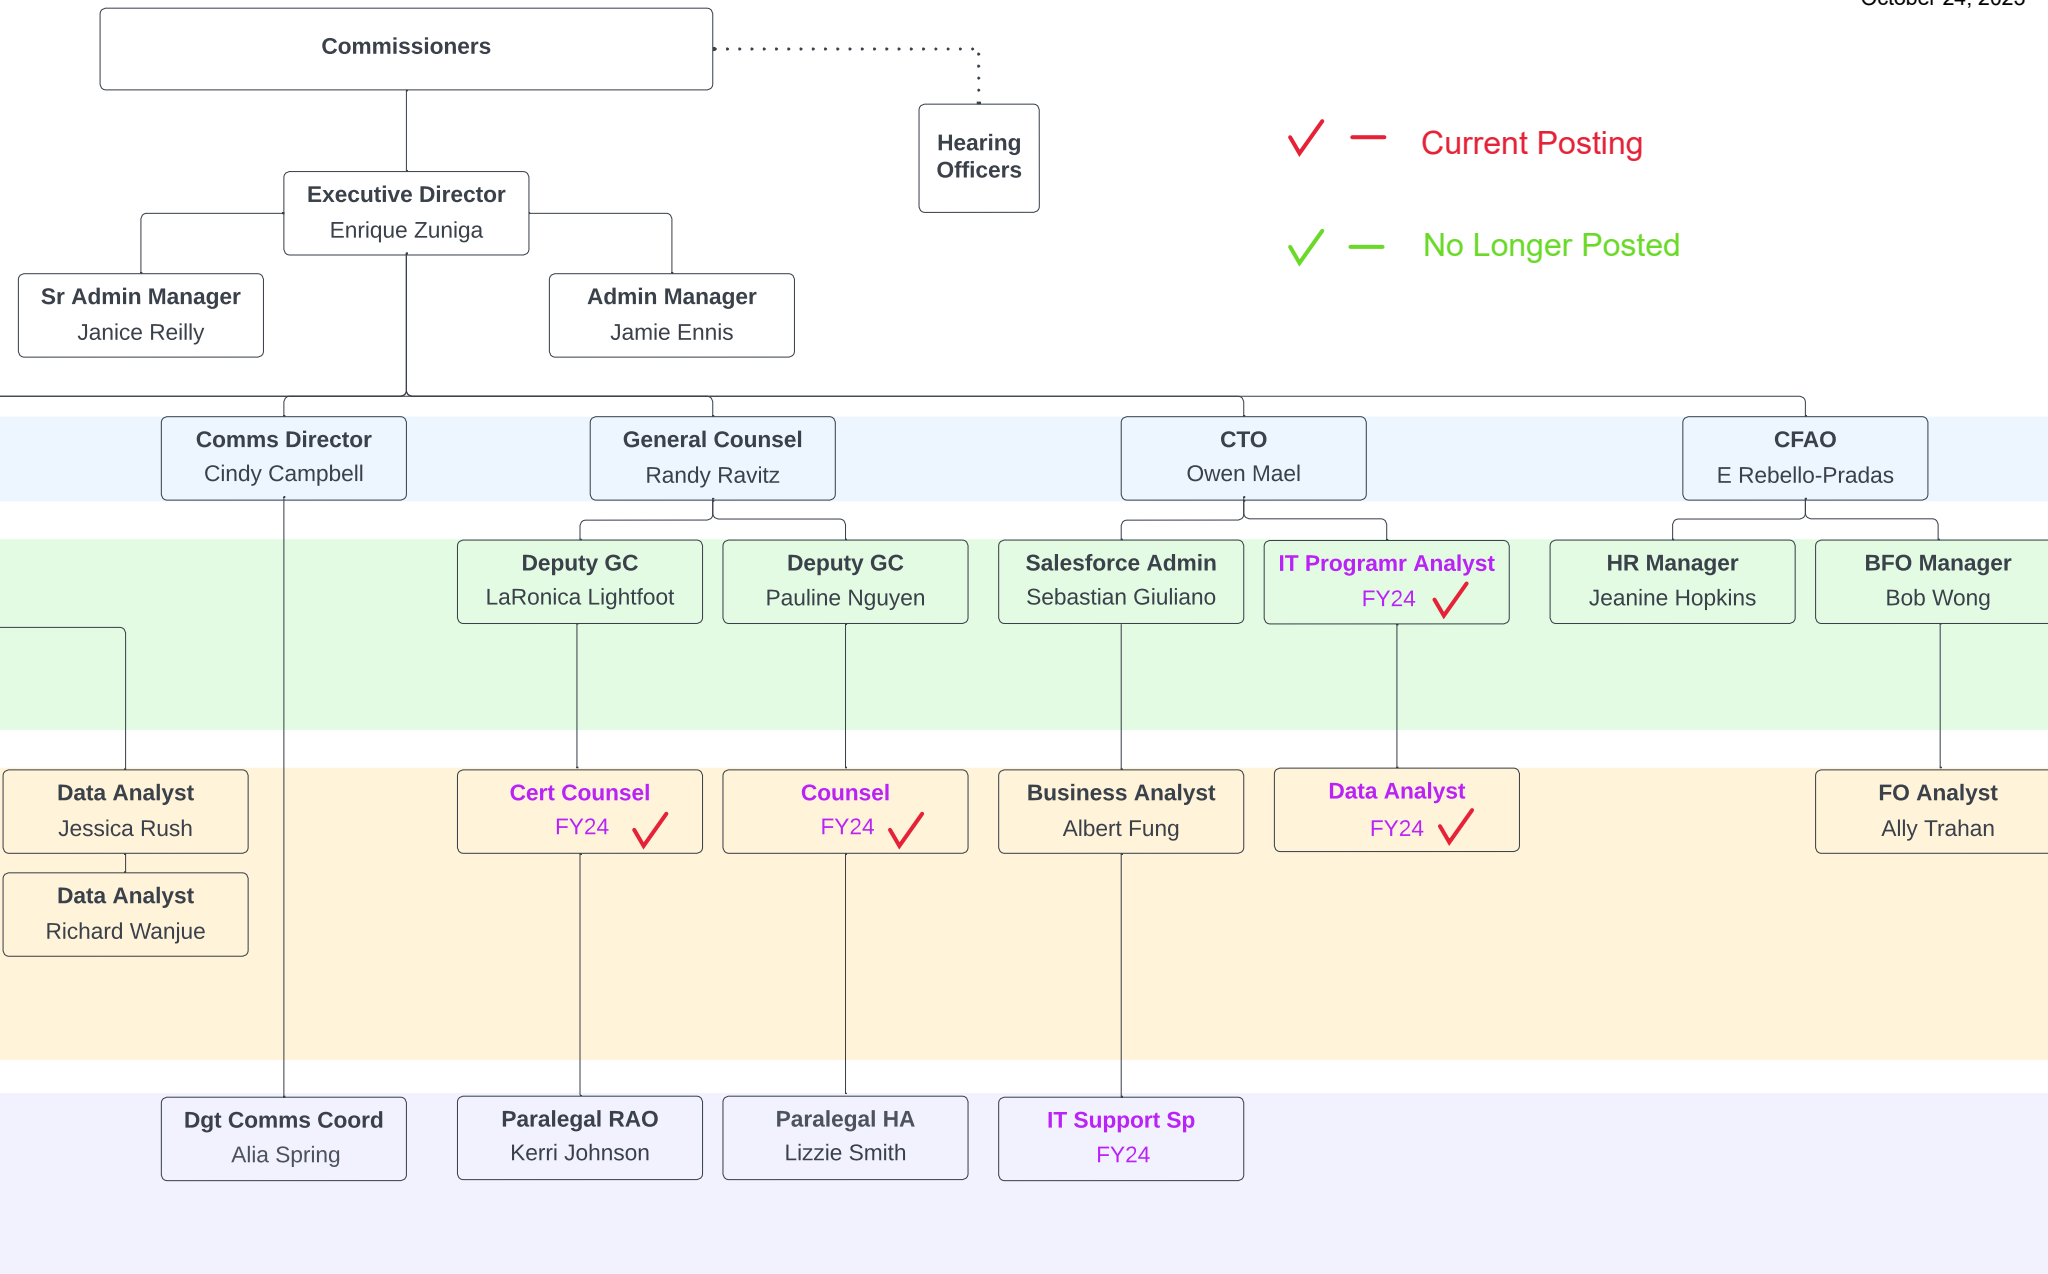 October 24, 2023
Commissioners
Hearing
Officers
Current Posting
Executive Director
Enrique Zuniga
No Longer Posted
Sr Admin Manager
Janice Reilly
Admin Manager
Jamie Ennis
Comms Director
Cindy Campbell
General Counsel
Randy Ravitz
CTO
Owen Mael
CFAO
E Rebello-Pradas
Deputy GC
LaRonica Lightfoot
Deputy GC
Pauline Nguyen
Salesforce Admin
Sebastian Giuliano
IT Programr Analyst
FY24
HR Manager
Jeanine Hopkins
BFO Manager
Bob Wong
Data Analyst
Jessica Rush
Cert Counsel
FY24
Counsel
FY24
Business Analyst
Albert Fung
Data Analyst
FY24
FO Analyst
Ally Trahan
Data Analyst
Richard Wanjue
Dgt Comms Coord
Alia Spring
Paralegal RAO
Kerri Johnson
Paralegal HA
Lizzie Smith
IT Support Sp
FY24